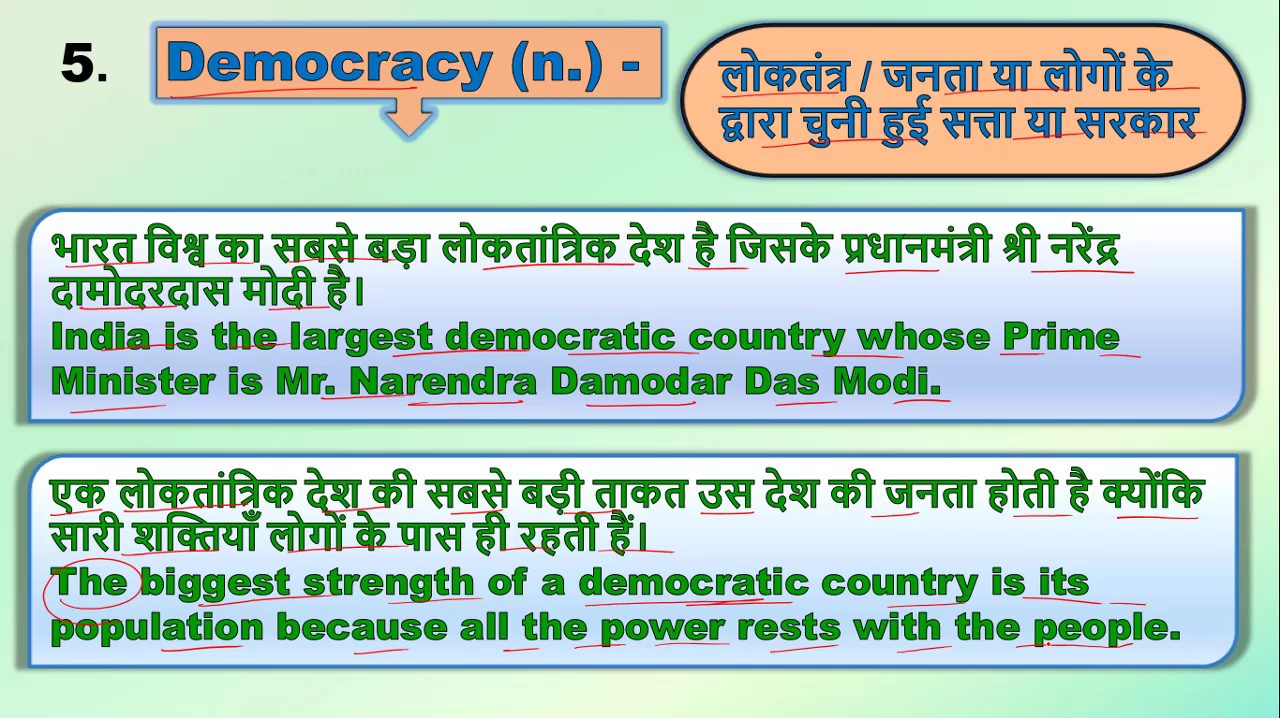 5. Democracy (n.) -
लोकतंत्र / जनता या लोगों के
द्वारा चुनी हुई सत्ता या सरकार
भारत विश्व का सबसे बड़ा लोकतांत्रिक देश है जिसके प्रधानमंत्री श्री नरेंद्र
दामोदरदास मोदी है।
India is the largest democratic country whose Prime
Minister is Mr. Narendra Damodar Das Modi.
एक लोकतांत्रिक देश की सबसे बड़ी ताकत उस देश की जनता होती है क्योंकि
सारी शक्तियाँ लोगों के पास ही रहती हैं।
The biggest strength of a democratic country is its
population because all the power rests with the people.